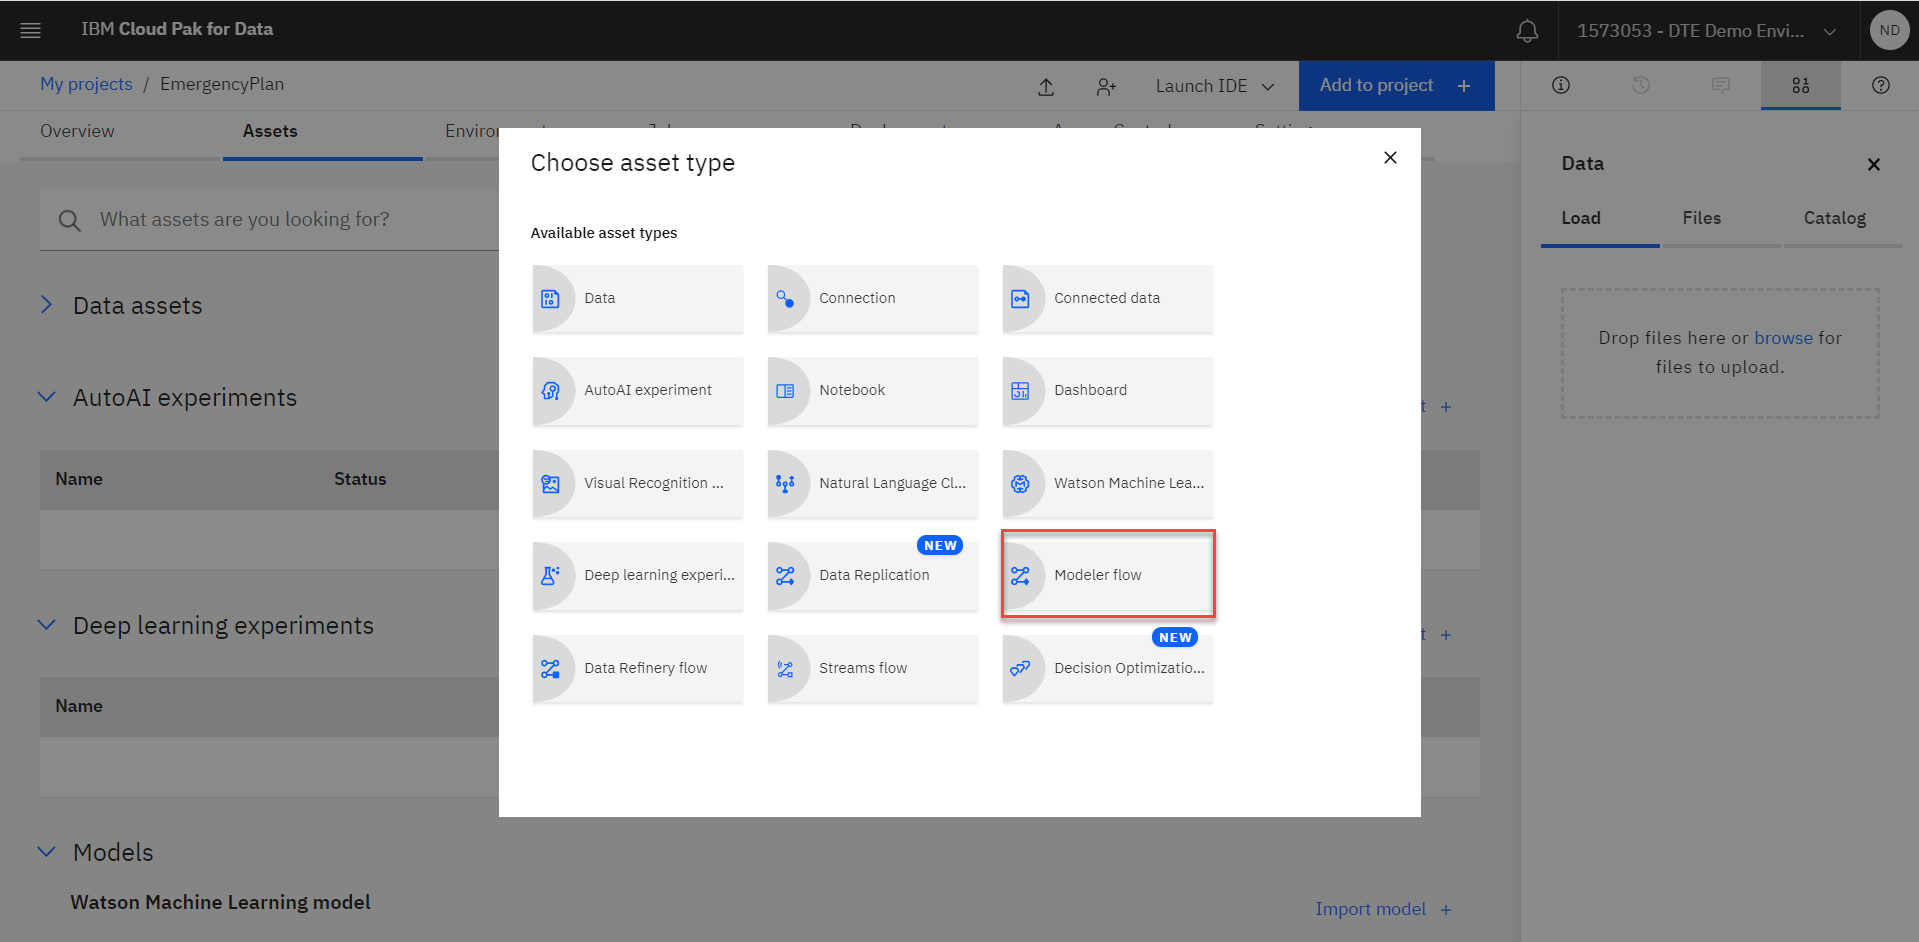 IBM Cloud Pak for Data
1573053 - DTE Demo Envi...
ND
My projects / EmergencyPlan
Launch IDE
Add to project +
Overview
Assets
What assets are you looking for?
Data assets
AutoAI experiments
Name
Status
Deep learning experiments
Name
Models
Watson Machine Learning model
Import model +
Choose asset type
Available asset types
Data
Connection
Connected data
AutoAI experiment
Notebook
Dashboard
Visual Recognition ...
Natural Language Cl...
Watson Machine Lea...
Deep learning experi...
NEW
Data Replication
Modeler flow
Data Refinery flow
Streams flow
NEW
Decision Optimizatio...
Data
Load
Files
Catalog
Drop files here or browse for
files to upload.